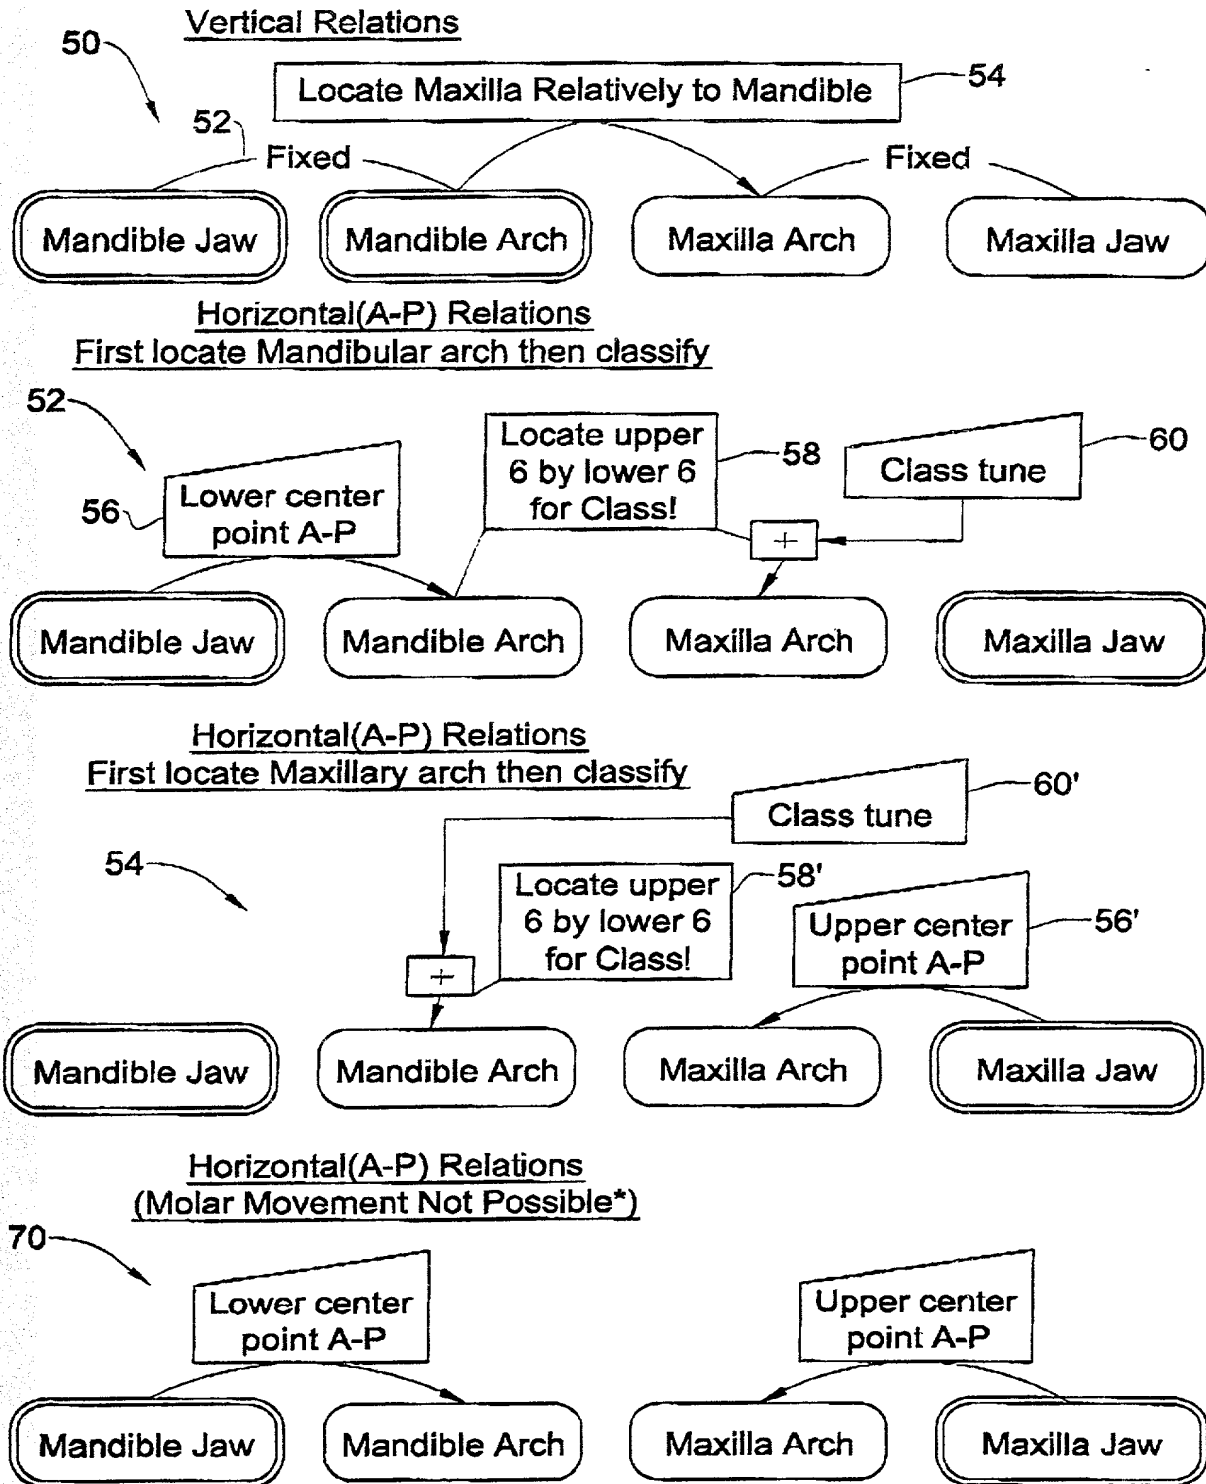 Vertical Relations
50
Locate Maxilla Relatively to Mandible
54
52
Fixed
Fixed
Mandible Jaw
Mandible Arch
Maxilla Arch
Maxilla Jaw
Horizontal(A-P) Relations
First locate Mandibular arch then classify
52
Lower center
point A-P
56
Locate upper
6 by lower 6
for Class!
58
Class tune
60
+
Mandible Jaw
Mandible Arch
Maxilla Arch
Maxilla Jaw
Horizontal(A-P) Relations
First locate Maxillary arch then classify
Class tune
60'
54
Locate upper
6 by lower 6
for Class!
58'
Upper center
point A-P
56'
+
Mandible Jaw
Mandible Arch
Maxilla Arch
Maxilla Jaw
Horizontal(A-P) Relations
(Molar Movement Not Possible*)
70
Lower center
point A-P
Upper center
point A-P
Mandible Jaw
Mandible Arch
Maxilla Arch
Maxilla Jaw